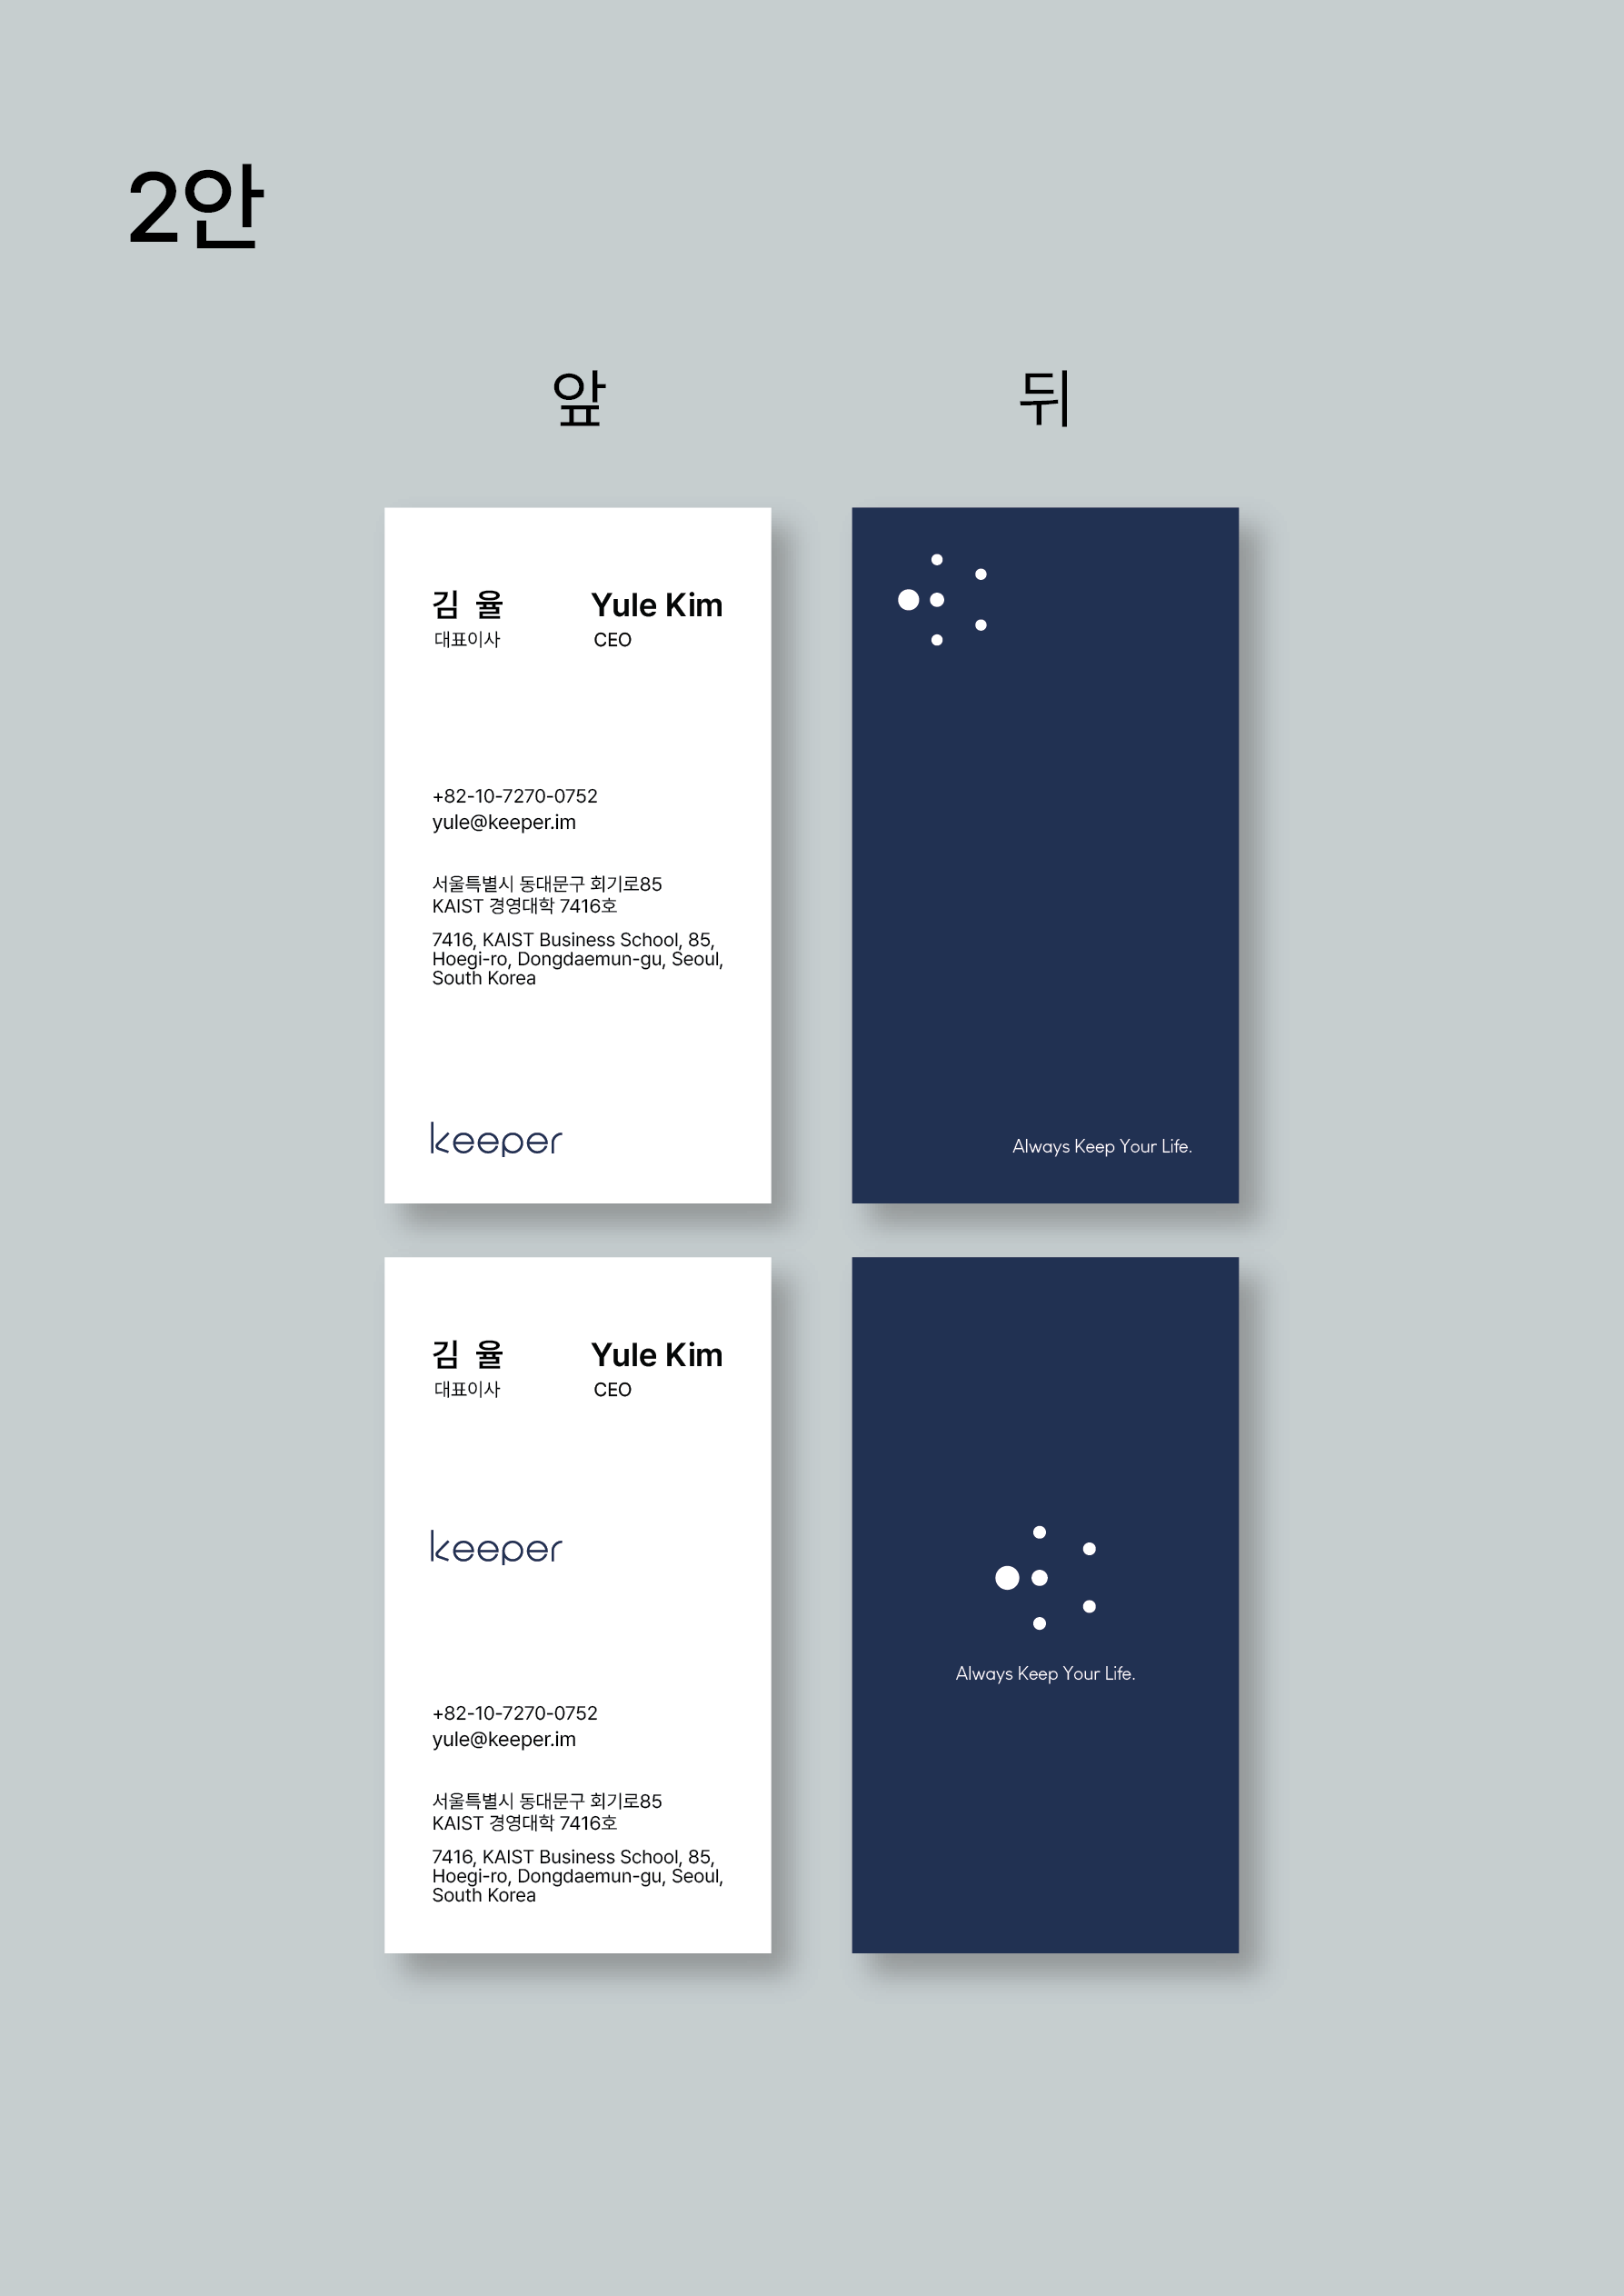 2안
앞
뒤
김 율
대표이사
Yule Kim
CEO
+82-10-7270-0752
yule@keeper.im
서울특별시 동대문구 회기로85
KAIST 경영대학 7416호
7416, KAIST Business School, 85,
Hoegi-ro, Dongdaemun-gu, Seoul,
South Korea
keeper
Always Keep Your Life.
김 율
대표이사
Yule Kim
CEO
keeper
+82-10-7270-0752
yule@keeper.im
서울특별시 동대문구 회기로85
KAIST 경영대학 7416호
7416, KAIST Business School, 85,
Hoegi-ro, Dongdaemun-gu, Seoul,
South Korea
Always Keep Your Life.